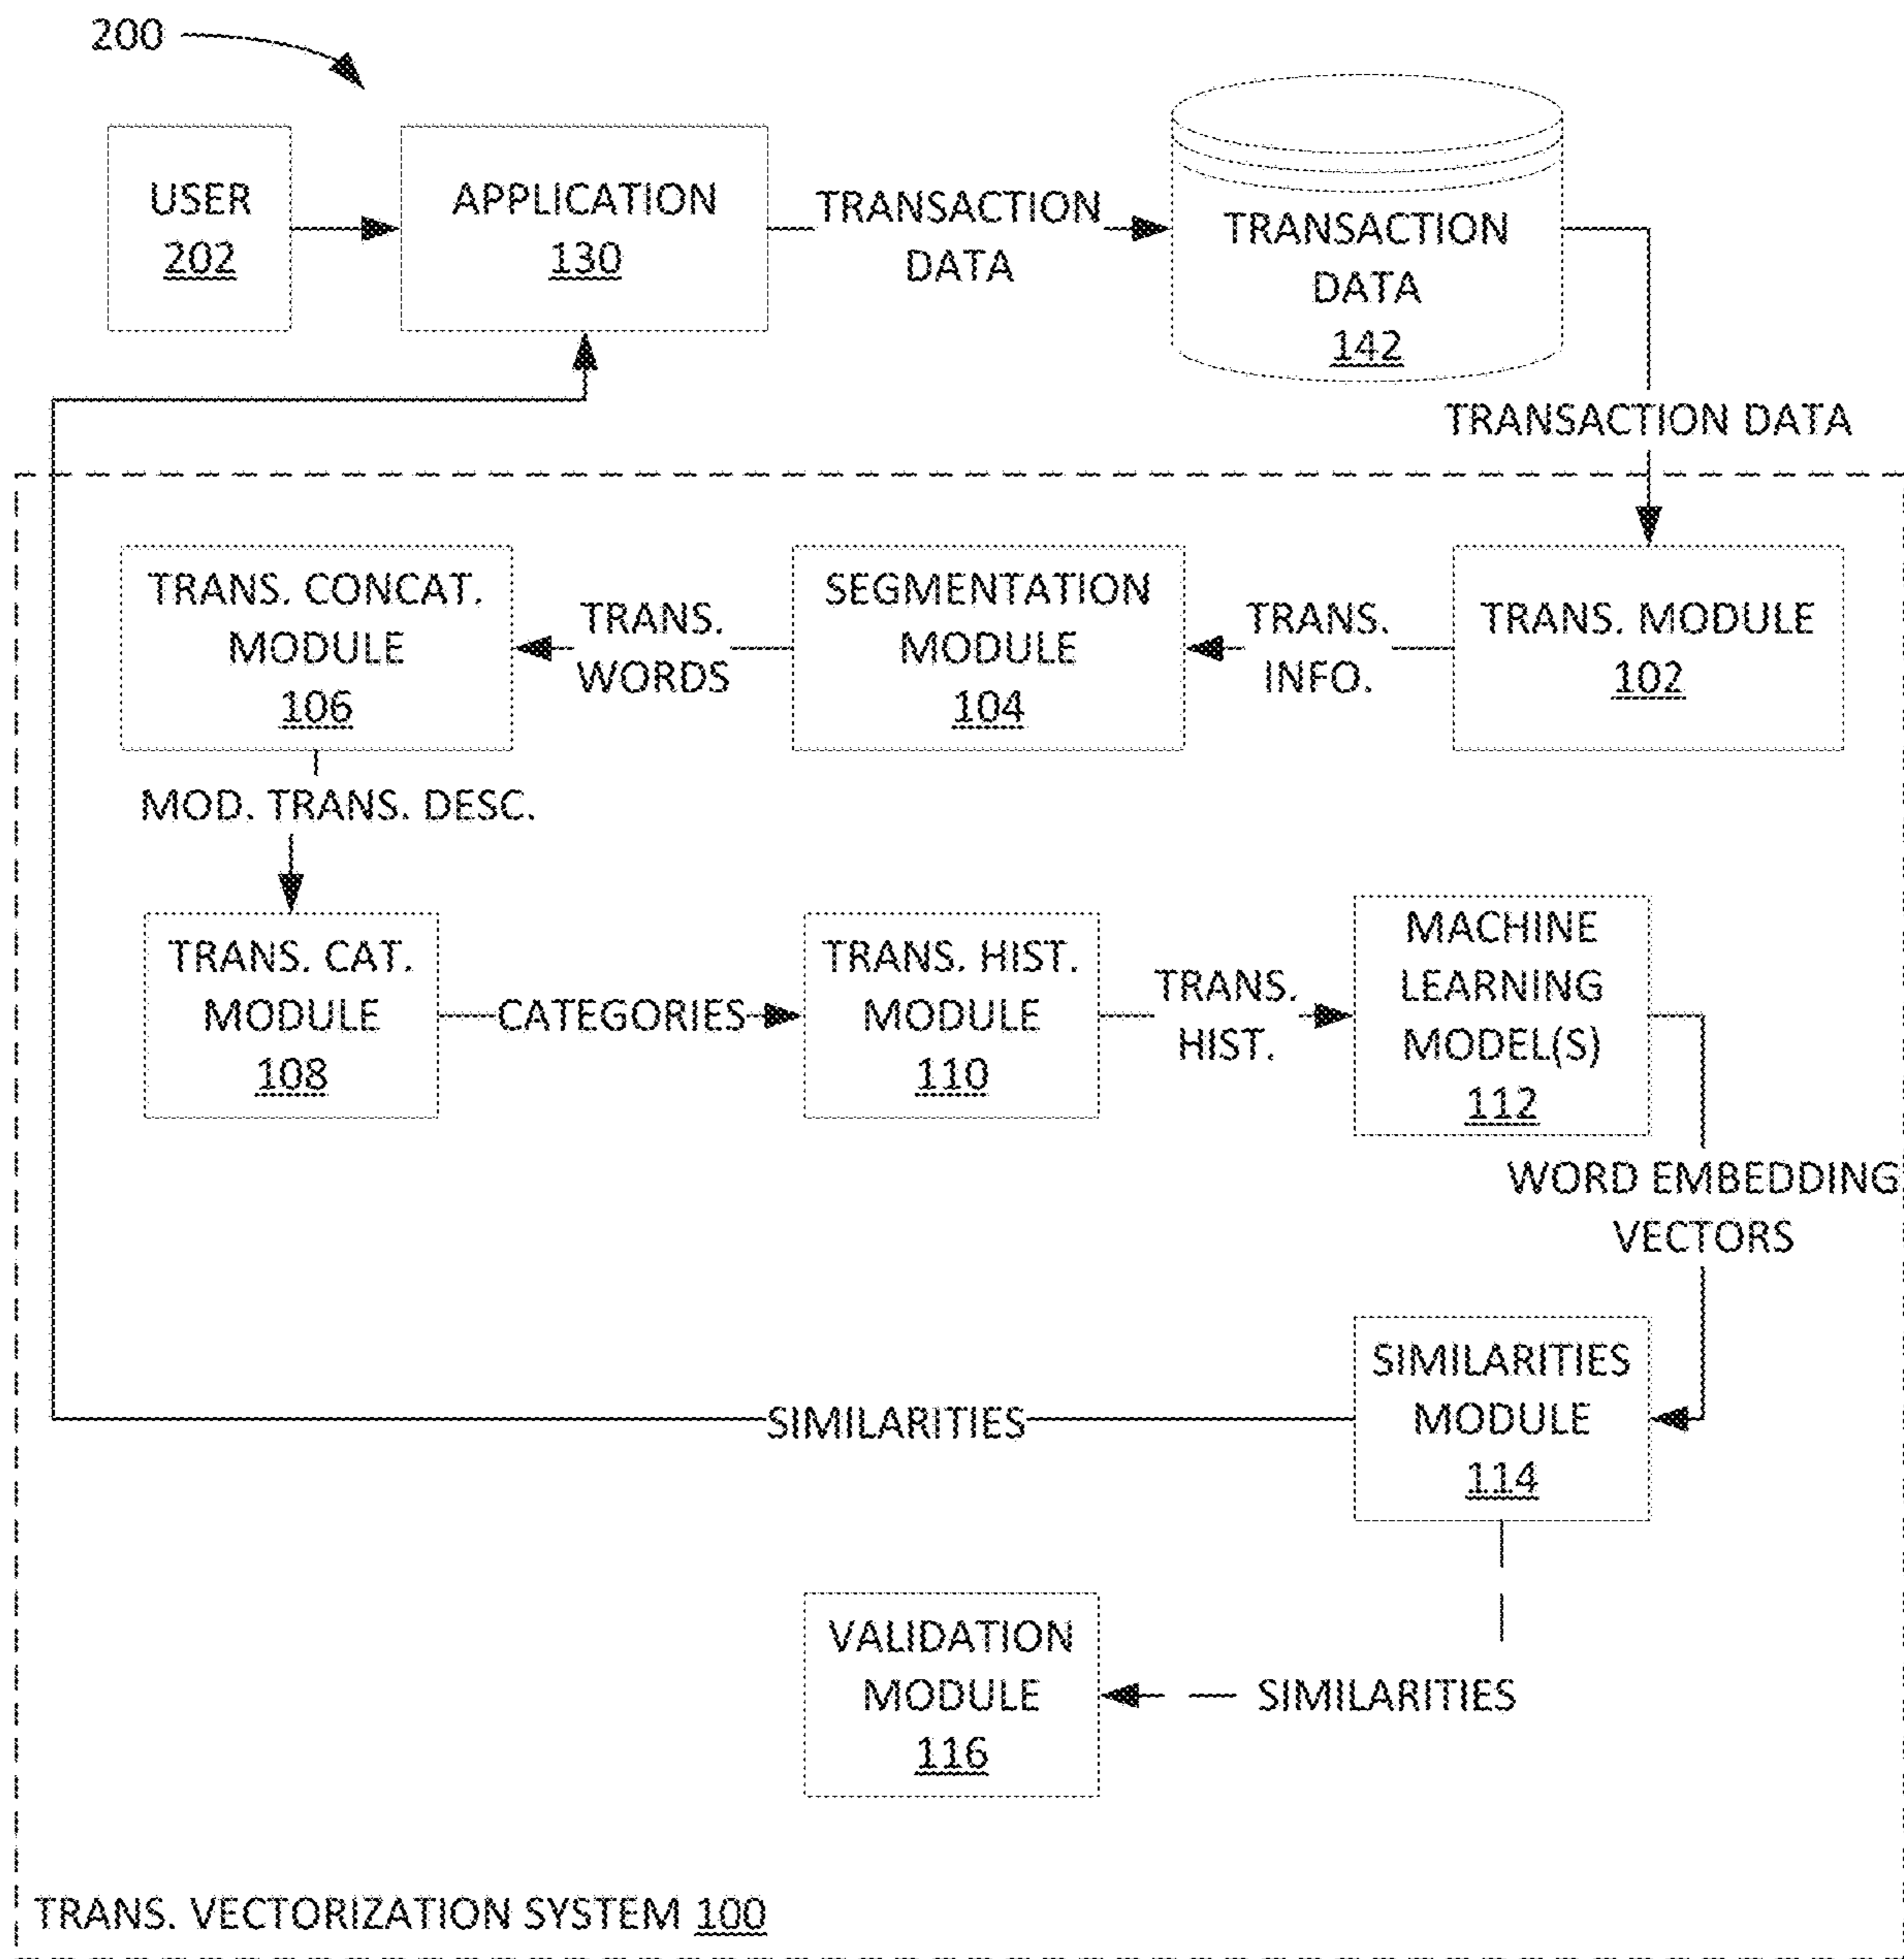 200
USER
202
APPLICATION
130
TRANSACTION
DATA
TRANSACTION
DATA
142
TRANSACTION DATA
TRANS. CONCAT.
MODULE
106
TRANS.
WORDS
SEGMENTATION
MODULE
104
TRANS.
INFO.
TRANS. MODULE
102
MOD. TRANS. DESC.
TRANS. CAT.
MODULE
108
CATEGORIES
TRANS. HIST.
MODULE
110
TRANS.
HIST.
MACHINE
LEARNING
MODEL(S)
112
WORD EMBEDDING
VECTORS
SIMILARITIES
MODULE
114
SIMILARITIES
VALIDATION
MODULE
116
SIMILARITIES
TRANS. VECTORIZATION SYSTEM 100